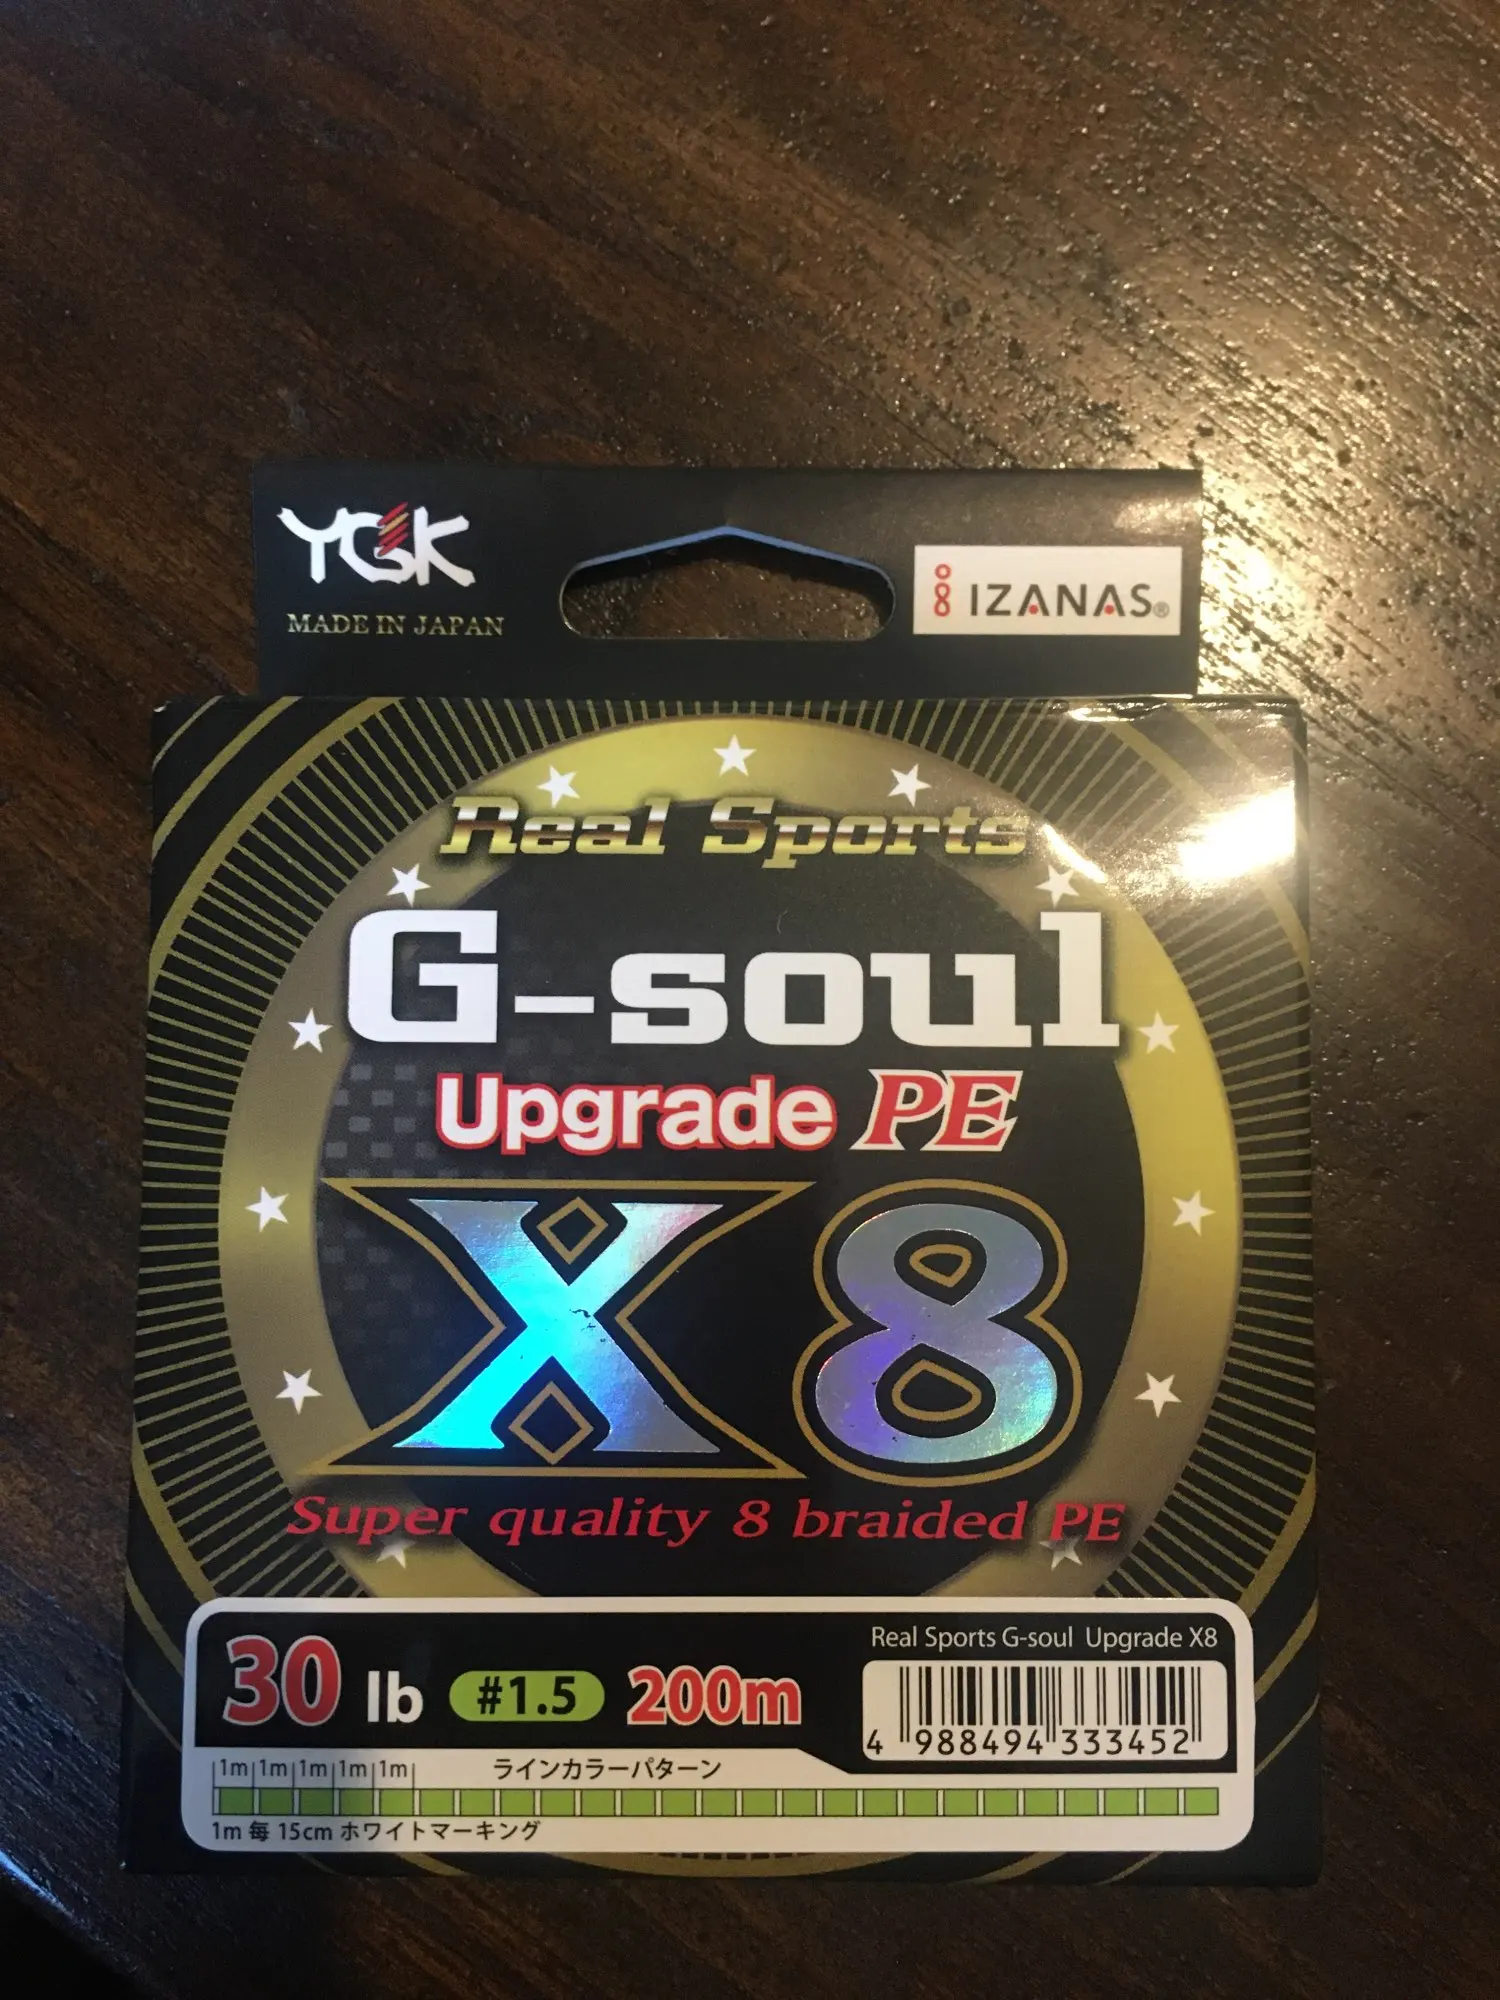 YGK
MADE IN JAPAN
IZANAS®
Real Sports
G-soul
Upgrade PE
X8
Super quality 8 braided PE
30 lb #1.5 200m
Real Sports G-soul Upgrade X8
4 988494 333452
1m 1m 1m 1m 1m
ラインカラーパターン
1m 毎 15cm ホワイトマーキング